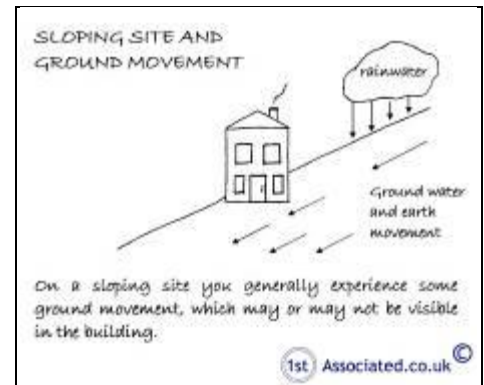 SLOPING SITE AND
GROUND MOVEMENT
rainwater
Ground water
and earth
movement
On a sloping site you generally experience some
ground movement, which may or may not be visible
in the building.
1st Associated.co.uk ©